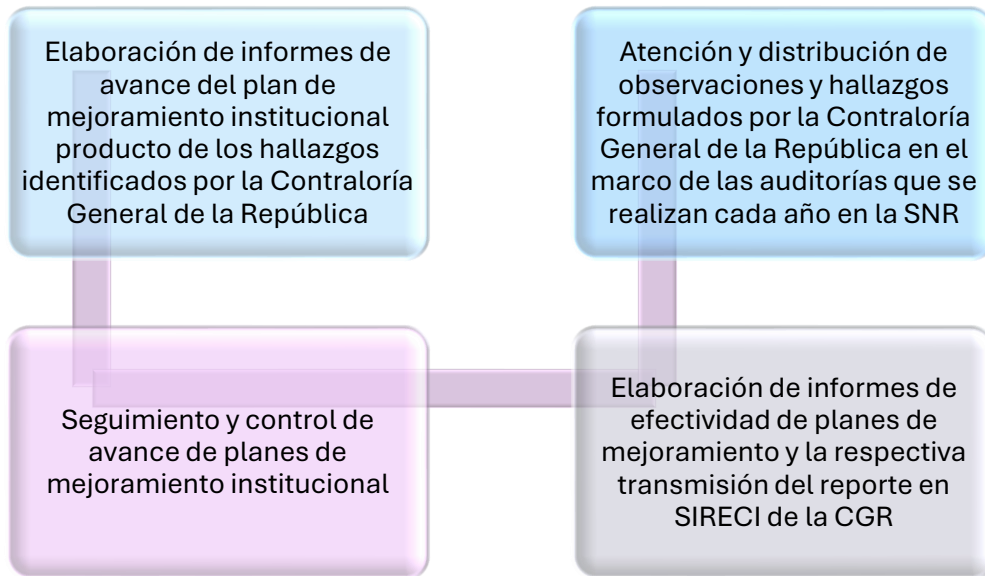 Elaboración de informes de
avance del plan de
mejoramiento institucional
producto de los hallazgos
identificados por la Contraloría
General de la República
Seguimiento y control de
avance de planes de
mejoramiento institucional
Elaboración de informes de
efectividad de planes de
mejoramiento y la respectiva
transmisión del reporte en
SIRECI de la CGR
Atención y distribución de
observaciones y hallazgos
formulados por la Contraloría
General de la República en el
marco de las auditorías que se
realizan cada año en la SNR